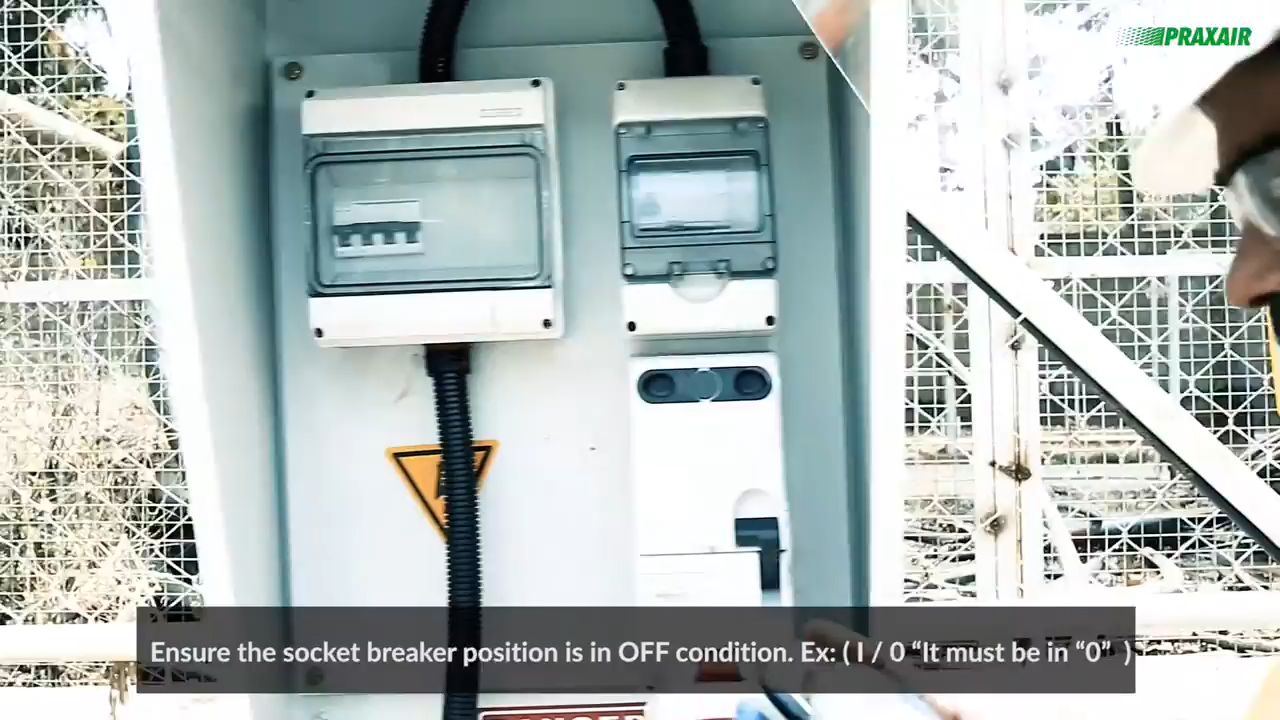 PRAXAIR
Ensure the socket breaker position is in OFF condition. Ex: ( I / 0 “It must be in “0” )